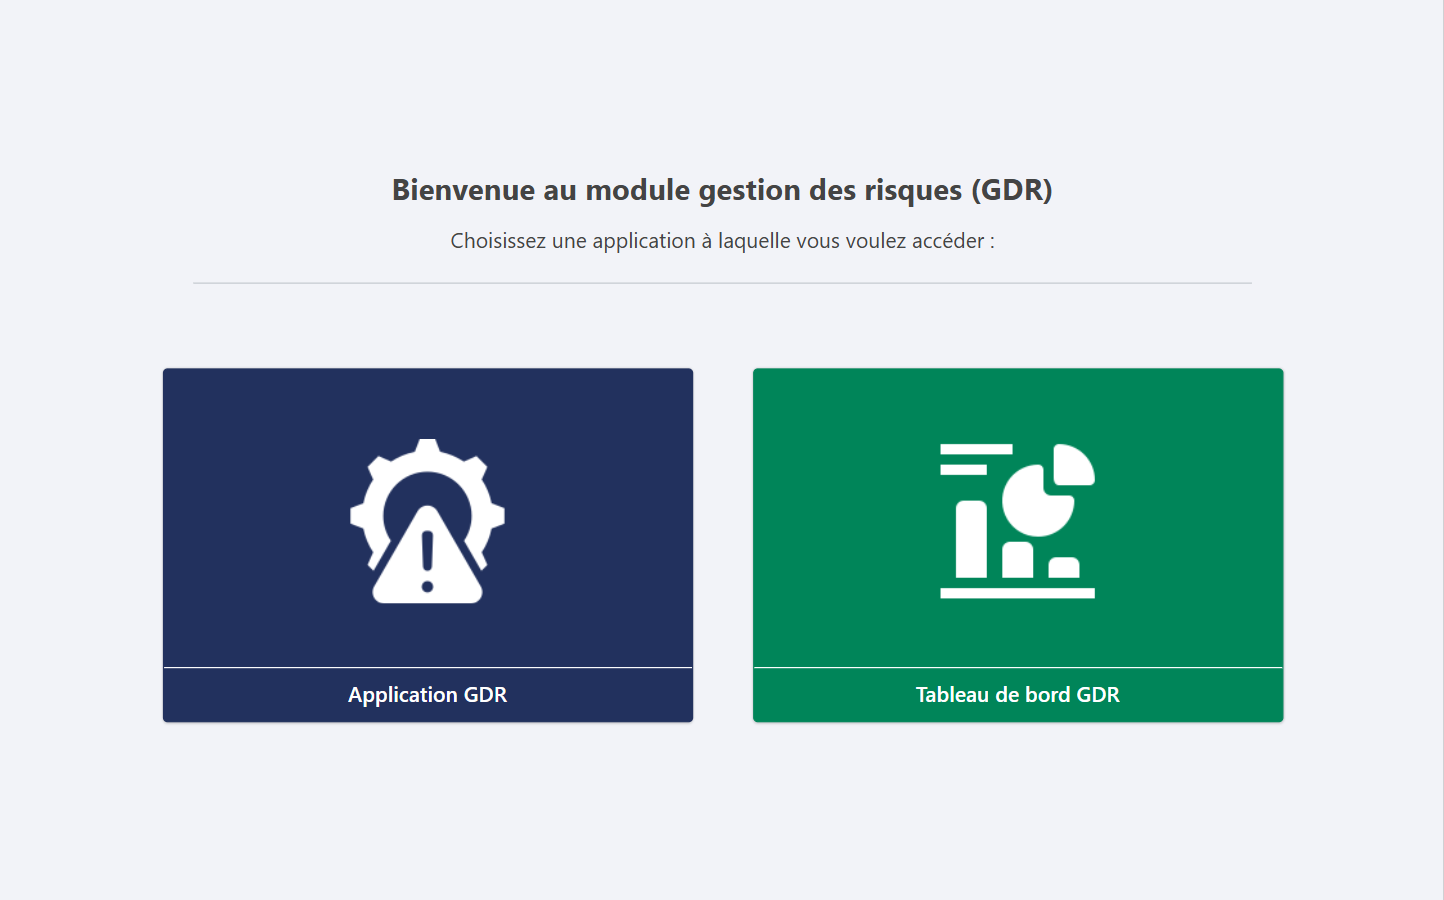 Bienvenue au module gestion des risques (GDR)
Choisissez une application à laquelle vous voulez accéder :
Application GDR
Tableau de bord GDR